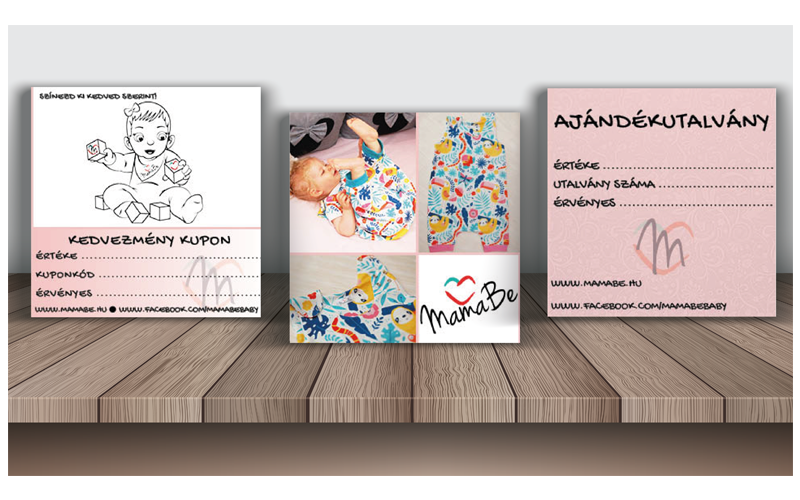 SZÍNEZD KI KEDVED SZERINT!
KEDVEZMÉNY KUPON
ÉRTÉKE
KUPONKÓD
ÉRVÉNYES
WWW.MAMABE.HU ● WWW.FACEBOOK.COM/MAMABEBABY
MamaBe
AJÁNDÉKUTALVÁNY
ÉRTÉKE
UTALVÁNY SZÁMA
ÉRVÉNYES
WWW.MAMABE.HU
WWW.FACEBOOK.COM/MAMABEBABY